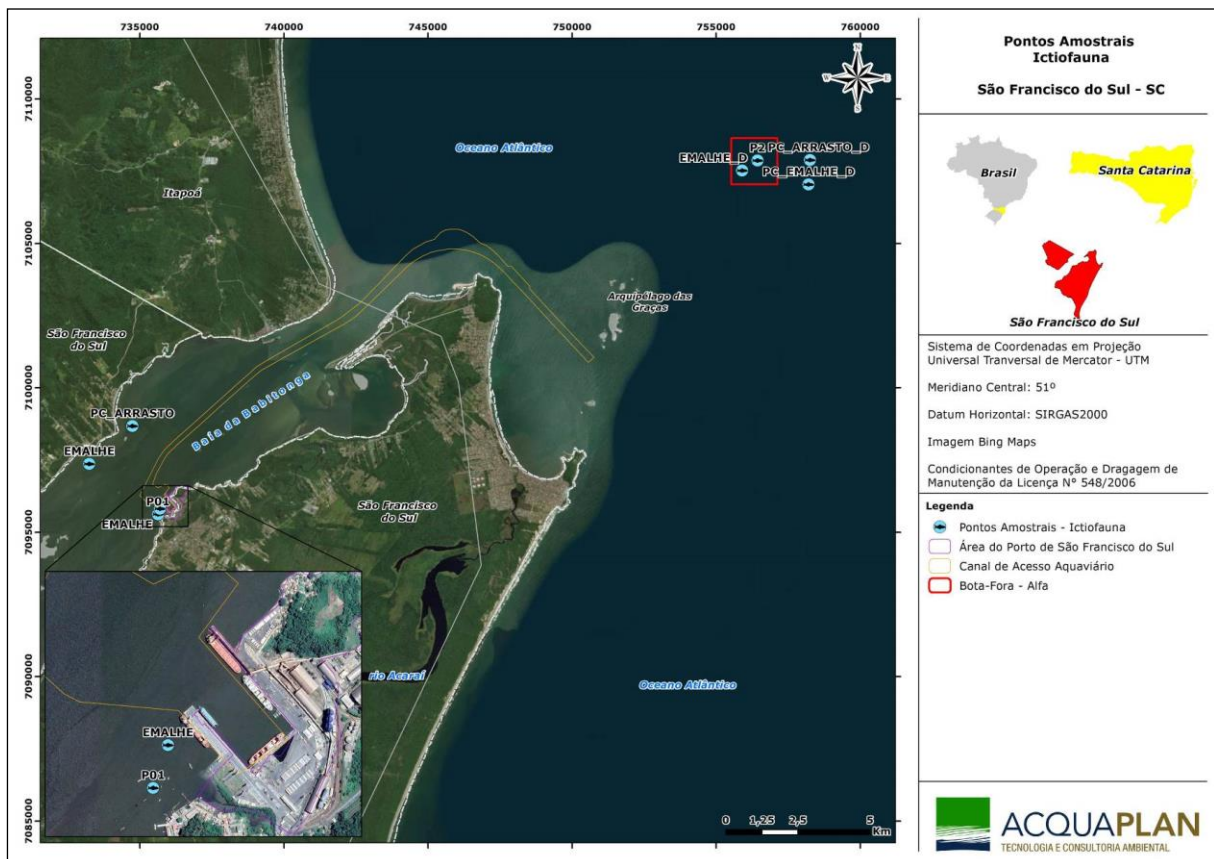 735000
740000
745000
750000
755000
760000
7110000
7105000
7100000
7095000
7090000
7085000
N
W
E
S
Oceano Atlântico
P2
PC_ARRASTO_D
EMALHE_D
PC_EMALHE_D
Itapoá
Arquipélago das
Graças
São Francisco
do Sul
Baía da Babitonga
PC_ARRASTO
EMALHE
P01
EMALHE
São Francisco
do Sul
rio Acaraí
Oceano Atlântico
EMALHE
P01
0 1,25 2,5 5
Km
Pontos Amostrais
Ictiofauna
São Francisco do Sul - SC
Brasil
Santa Catarina
São Francisco do Sul
Sistema de Coordenadas em Projeção
Universal Tranversal de Mercator - UTM
Meridiano Central: 51º
Datum Horizontal: SIRGAS2000
Imagem Bing Maps
Condicionantes de Operação e Dragagem de
Manutenção da Licença Nº 548/2006
Legenda
Pontos Amostrais - Ictiofauna
Área do Porto de São Francisco do Sul
Canal de Acesso Aquaviário
Bota-Fora - Alfa
ACQUAPLAN
TECNOLOGIA E CONSULTORIA AMBIENTAL